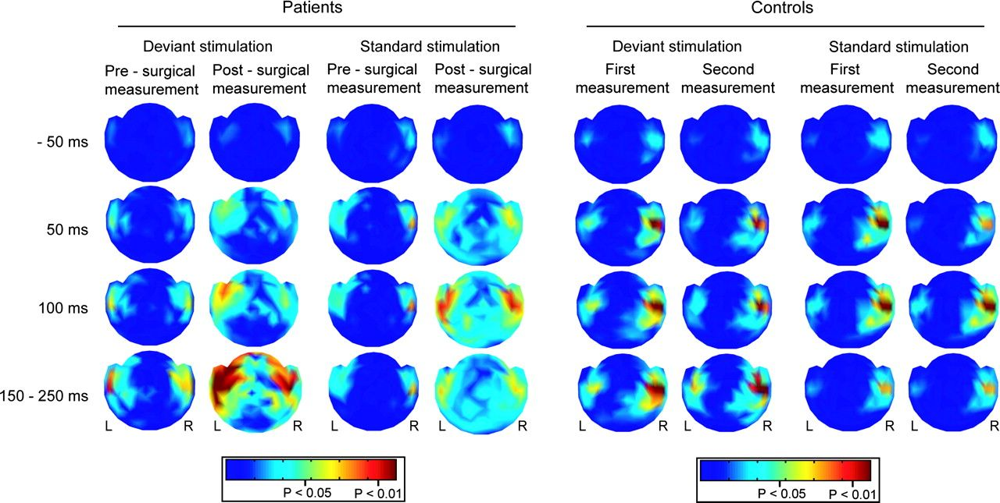 Patients Controls
Deviant stimulation Standard stimulation Deviant stimulation Standard stimulation
Pre - surgical Post - surgical Pre - surgical Post - surgical First Second First Second
measurement measurement measurement measurement measurement measurement measurement measurement
- 50 ms
50 ms
100 ms
150 - 250 ms
L R L R L R L R L R L R L R L R
P < 0.05 P < 0.01 P < 0.05 P < 0.01